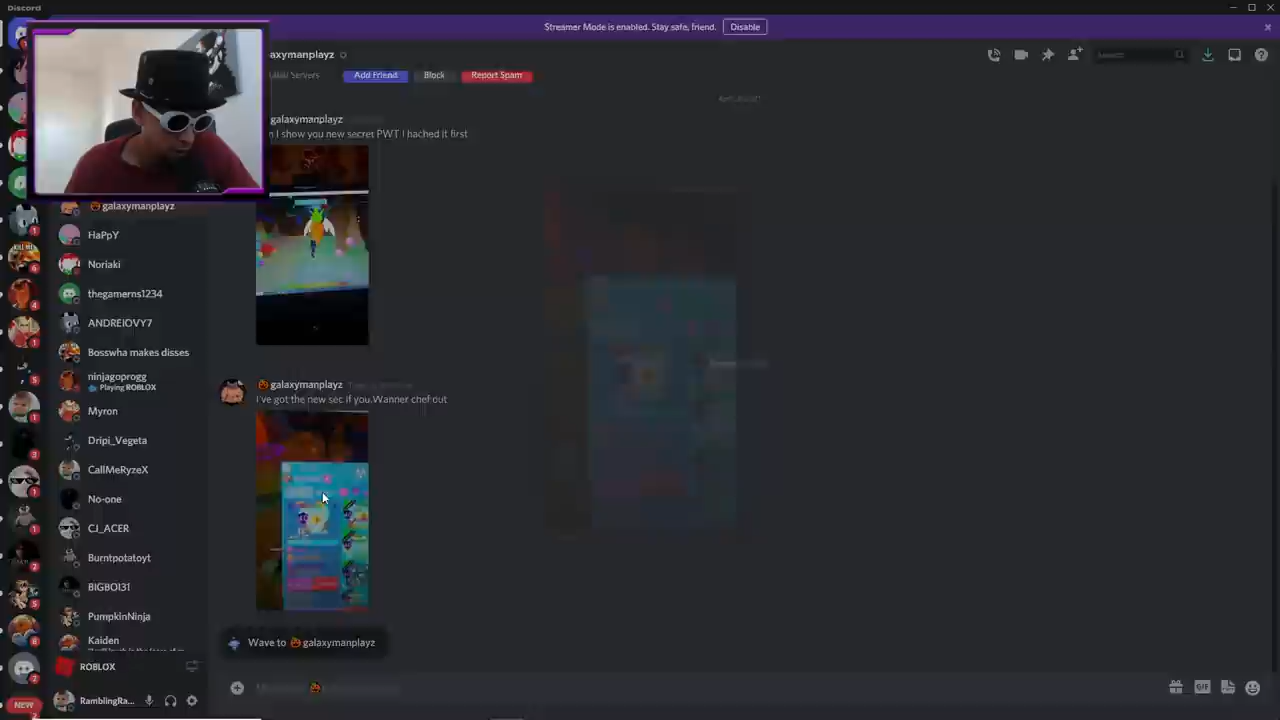 Discord
Streamer Mode is enabled. Stay safe, friend. Disable
axymanplayz
Add Friend Block Report Spam
galaxymanplayz
n I show you new secret PWT I hached it first
galaxymanplayz
HaPpY
Noriaki
thegamerns1234
ANDREIOVY7
Bosswha makes disses
ninjagoprogg
Playing ROBLOX
Myron
Dripi_Vegeta
CallMeRyzeX
No-one
CJ_ACER
Burntpotatoyt
BIGBOI31
PumpkinNinja
Kaiden
galaxymanplayz
I've got the new sec if you Wanner chef out
Wave to galaxymanplayz
ROBLOX
RamblingRa...
GIF
NEW